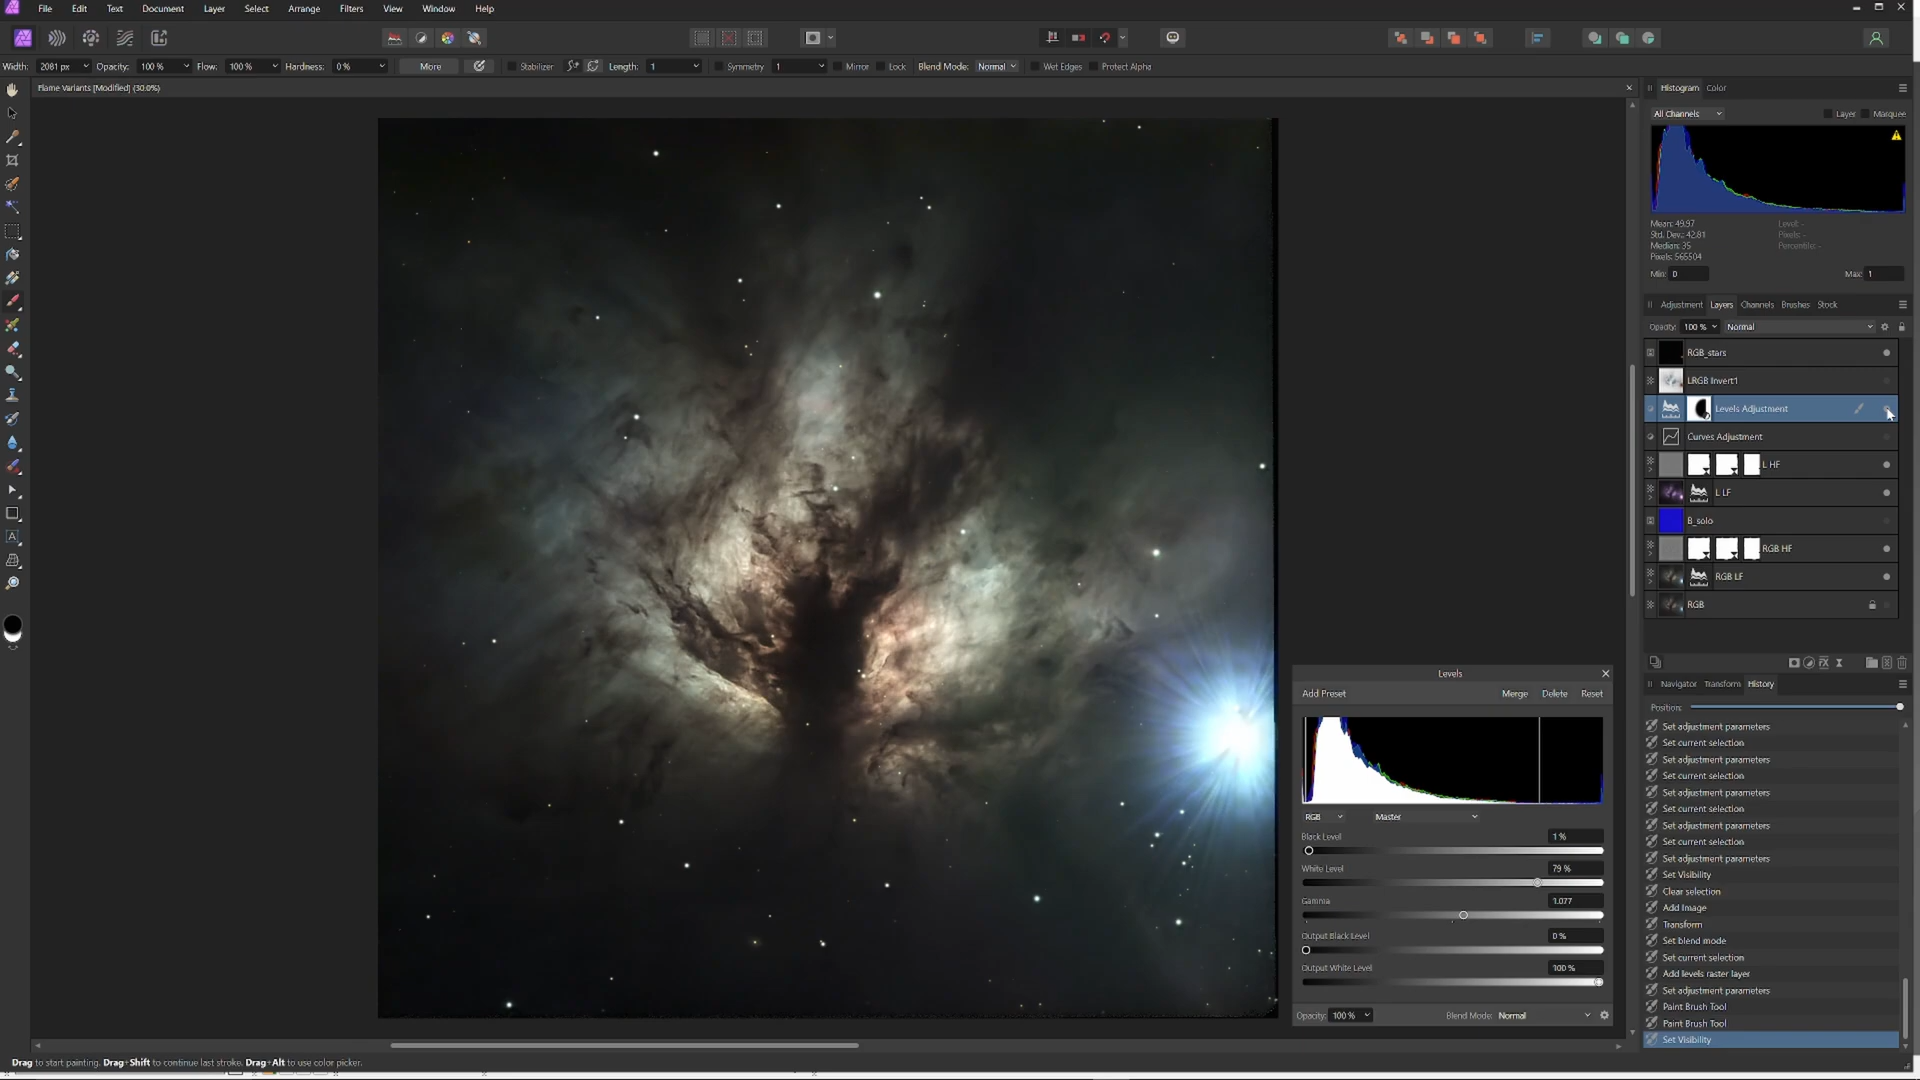 File Edit Text Document Layer Select Arrange Filters View Window Help
Width: 2081 px Opacity: 100 % Flow: 100 % Hardness: 0 % More Stabilizer Length: 1 Symmetry 1 Mirror Lock Blend Mode: Normal Wet Edges Protect Alpha
Flame Variants [Modified] (30.0%)
Histogram Color
All Channels Layer Marquee
Mean: 49.97 Level: -
Std. Dev.: 42.81 Pixels: -
Median: 35 Percentile: -
Pixels: 565504
Min: 0 Max: 1
Adjustment Layers Channels Brushes Stock
Opacity: 100 % Normal
RGB_stars
LRGB Invert1
Levels Adjustment
Curves Adjustment
L HF
L LF
B_solo
RGB HF
RGB LF
RGB
Levels
Add Preset Merge Delete Reset
RGB Master
Black Level 1 %
White Level 79 %
Gamma 1.077
Output Black Level 0 %
Output White Level 100 %
Opacity: 100 % Blend Mode: Normal
Navigator Transform History
Position:
Set adjustment parameters
Set current selection
Set adjustment parameters
Set current selection
Set adjustment parameters
Set current selection
Set adjustment parameters
Set current selection
Set adjustment parameters
Set Visibility
Clear selection
Add Image
Transform
Set blend mode
Set current selection
Add levels raster layer
Set adjustment parameters
Paint Brush Tool
Paint Brush Tool
Set Visibility
Drag to start painting. Drag+Shift to continue last stroke. Drag+Alt to use color picker.